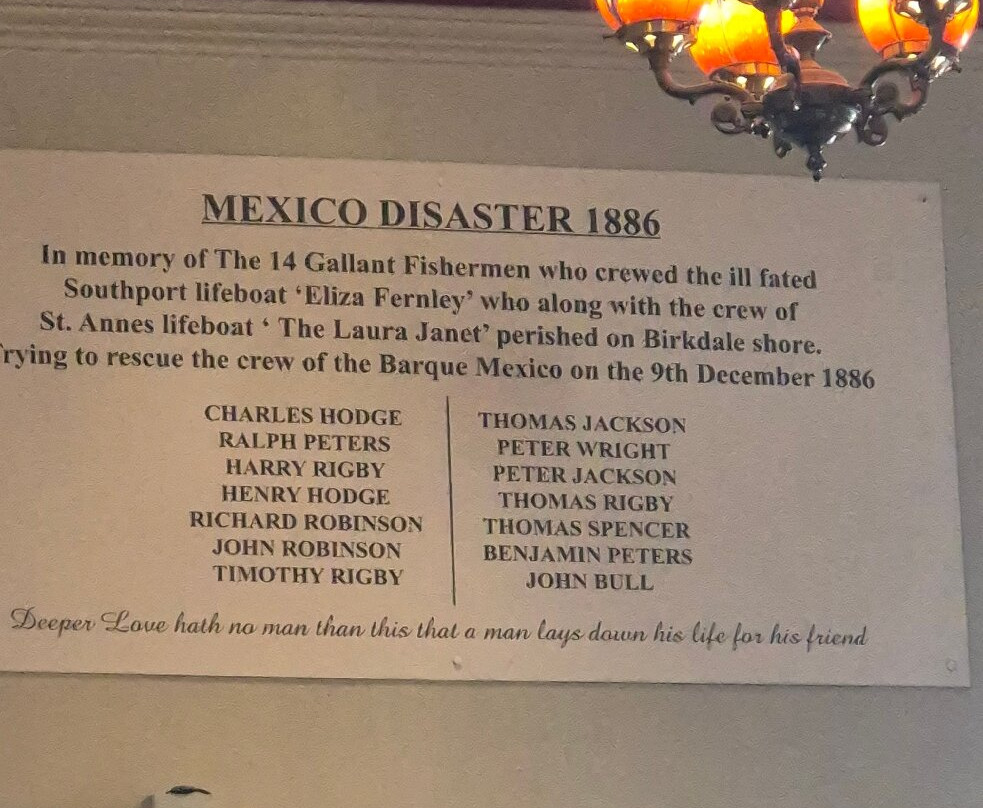 MEXICO DISASTER 1886
In memory of The 14 Gallant Fishermen who crewed the ill fated
Southport lifeboat ‘Eliza Fernley’ who along with the crew of
St. Annes lifeboat ‘ The Laura Janet’ perished on Birkdale shore.
rying to rescue the crew of the Barque Mexico on the 9th December 1886
CHARLES HODGE
RALPH PETERS
HARRY RIGBY
HENRY HODGE
RICHARD ROBINSON
JOHN ROBINSON
TIMOTHY RIGBY
THOMAS JACKSON
PETER WRIGHT
PETER JACKSON
THOMAS RIGBY
THOMAS SPENCER
BENJAMIN PETERS
JOHN BULL
Deeper Love hath no man than this that a man lays down his life for his friend